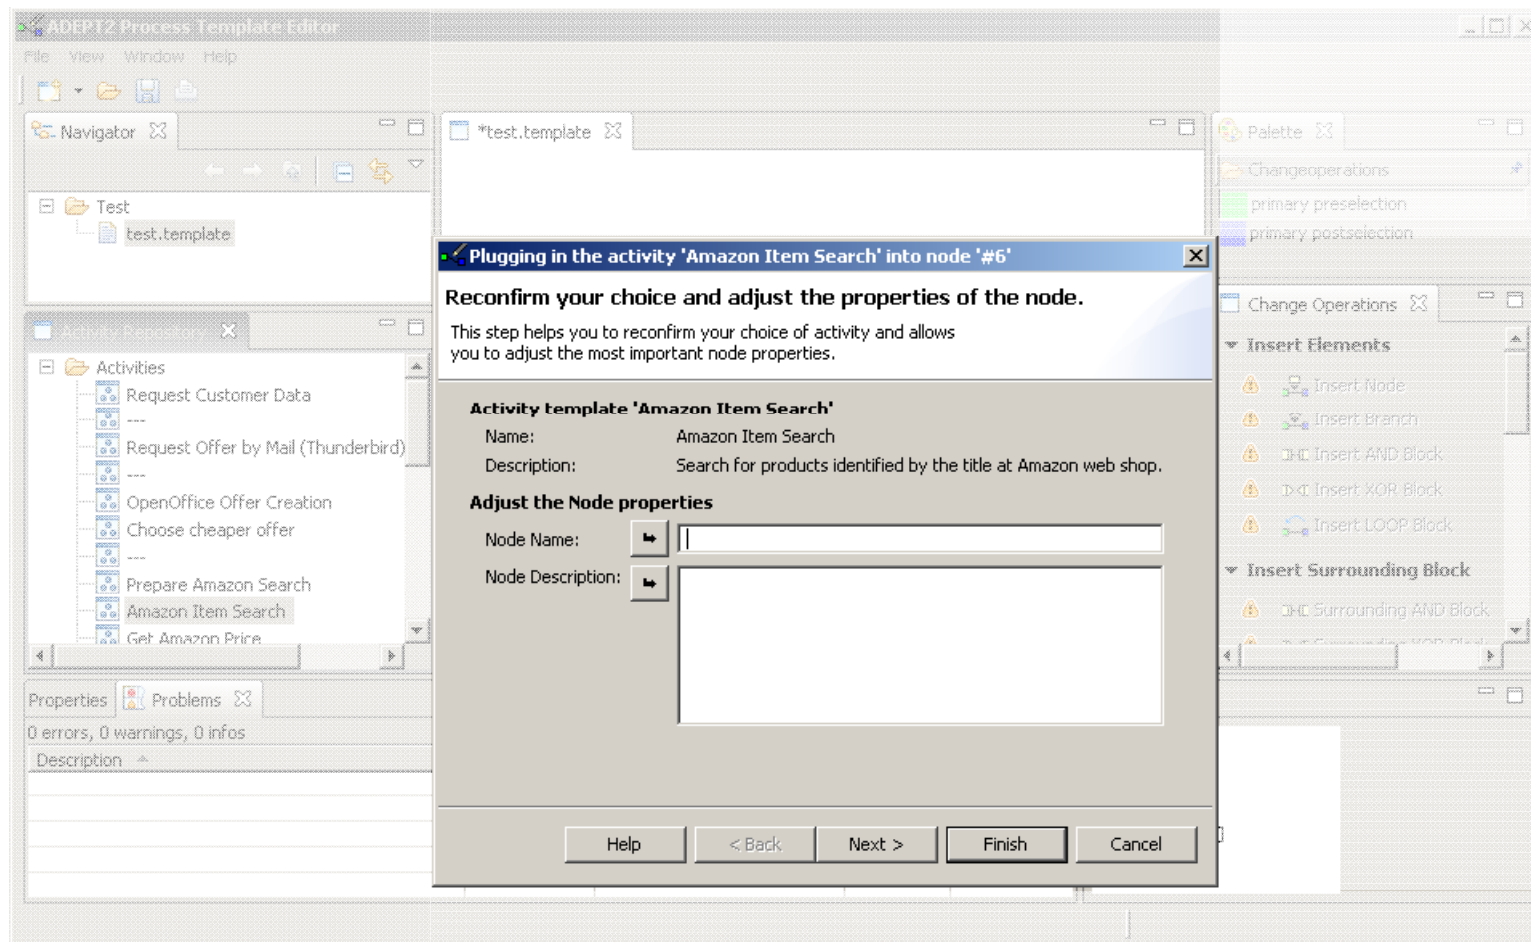 ADEPT2 Process Template Editor
File View Window Help
Navigator
Test
test.template
*test.template
Palette
Changeoperations
primary preselection
primary postselection
Activity Repository
Activities
Request Customer Data
---
Request Offer by Mail (Thunderbird)
---
OpenOffice Offer Creation
Choose cheaper offer
---
Prepare Amazon Search
Amazon Item Search
Get Amazon Price
Plugging in the activity 'Amazon Item Search' into node '#6'
Reconfirm your choice and adjust the properties of the node.
This step helps you to reconfirm your choice of activity and allows
you to adjust the most important node properties.
Activity template 'Amazon Item Search'
Name: Amazon Item Search
Description: Search for products identified by the title at Amazon web shop.
Adjust the Node properties
Node Name:
Node Description:
Help < Back Next > Finish Cancel
Change Operations
Insert Elements
Insert Node
Insert Branch
Insert AND Block
Insert XOR Block
Insert LOOP Block
Insert Surrounding Block
Surrounding AND Block
Surrounding XOR Block
Properties Problems
0 errors, 0 warnings, 0 infos
Description